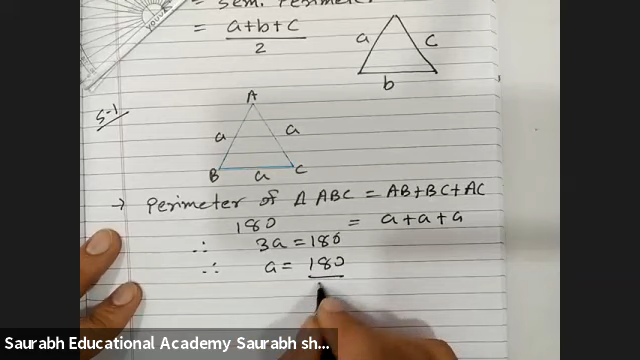 = semi perimeter
= a+b+c
2
a
c
b
S-1
A
a
a
B
a
C
→ perimeter of Δ ABC = AB+BC+AC
180 = a+a+a
∴ 3a = 180
∴ a = 180
Saurabh Educational Academy Saurabh sh...